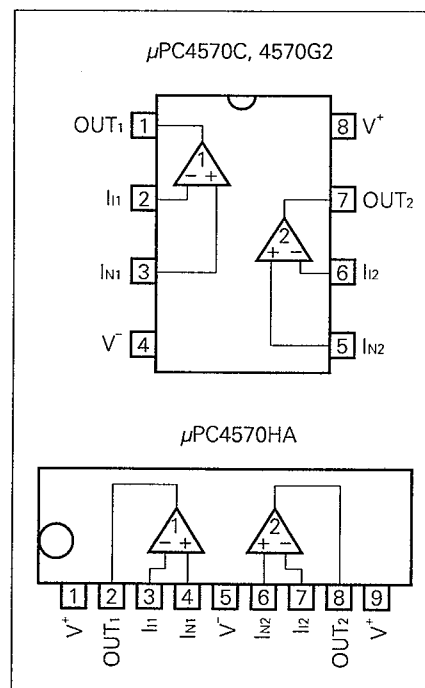 μPC4570C, 4570G2
OUT1 1 8 V+
1
- +
II1 2 7 OUT2
2
+ -
IN1 3 6 II2
V- 4 5 IN2
μPC4570HA
1 2
- + + -
1 2 3 4 5 6 7 8 9
V+ OUT1 II1 IN1 V- IN2 II2 OUT2 V+